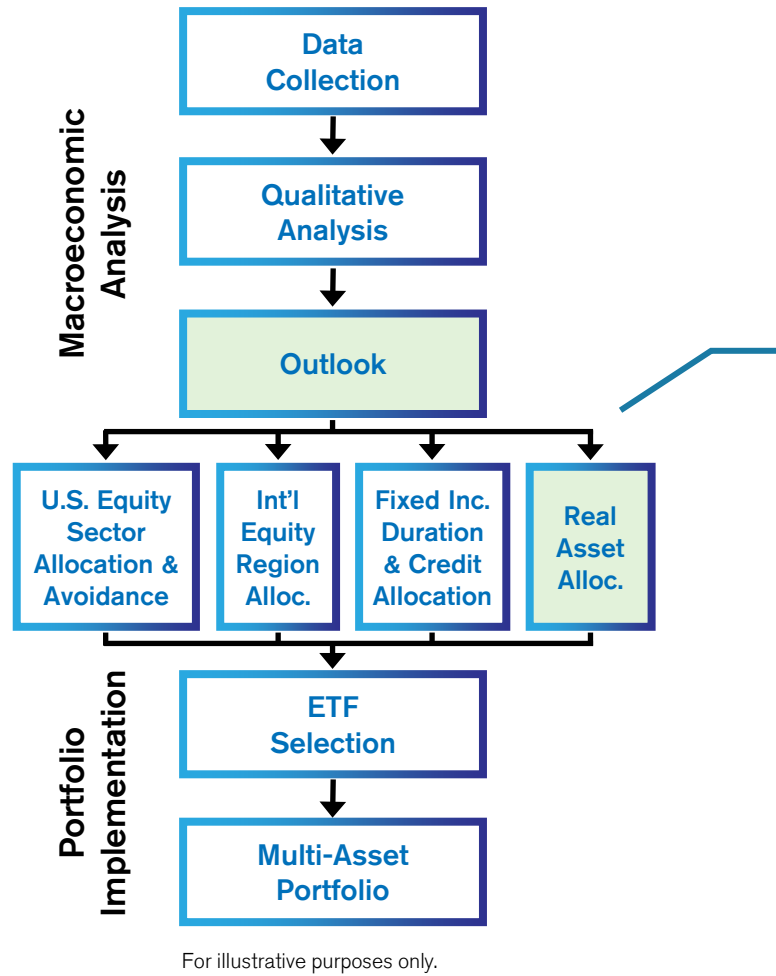 Macroeconomic
Analysis
Data
Collection
Qualitative
Analysis
Outlook
U.S. Equity
Sector
Allocation &
Avoidance
Int'l
Equity
Region
Alloc.
Fixed Inc.
Duration
& Credit
Allocation
Real
Asset
Alloc.
Portfolio
Implementation
ETF
Selection
Multi-Asset
Portfolio
For illustrative purposes only.